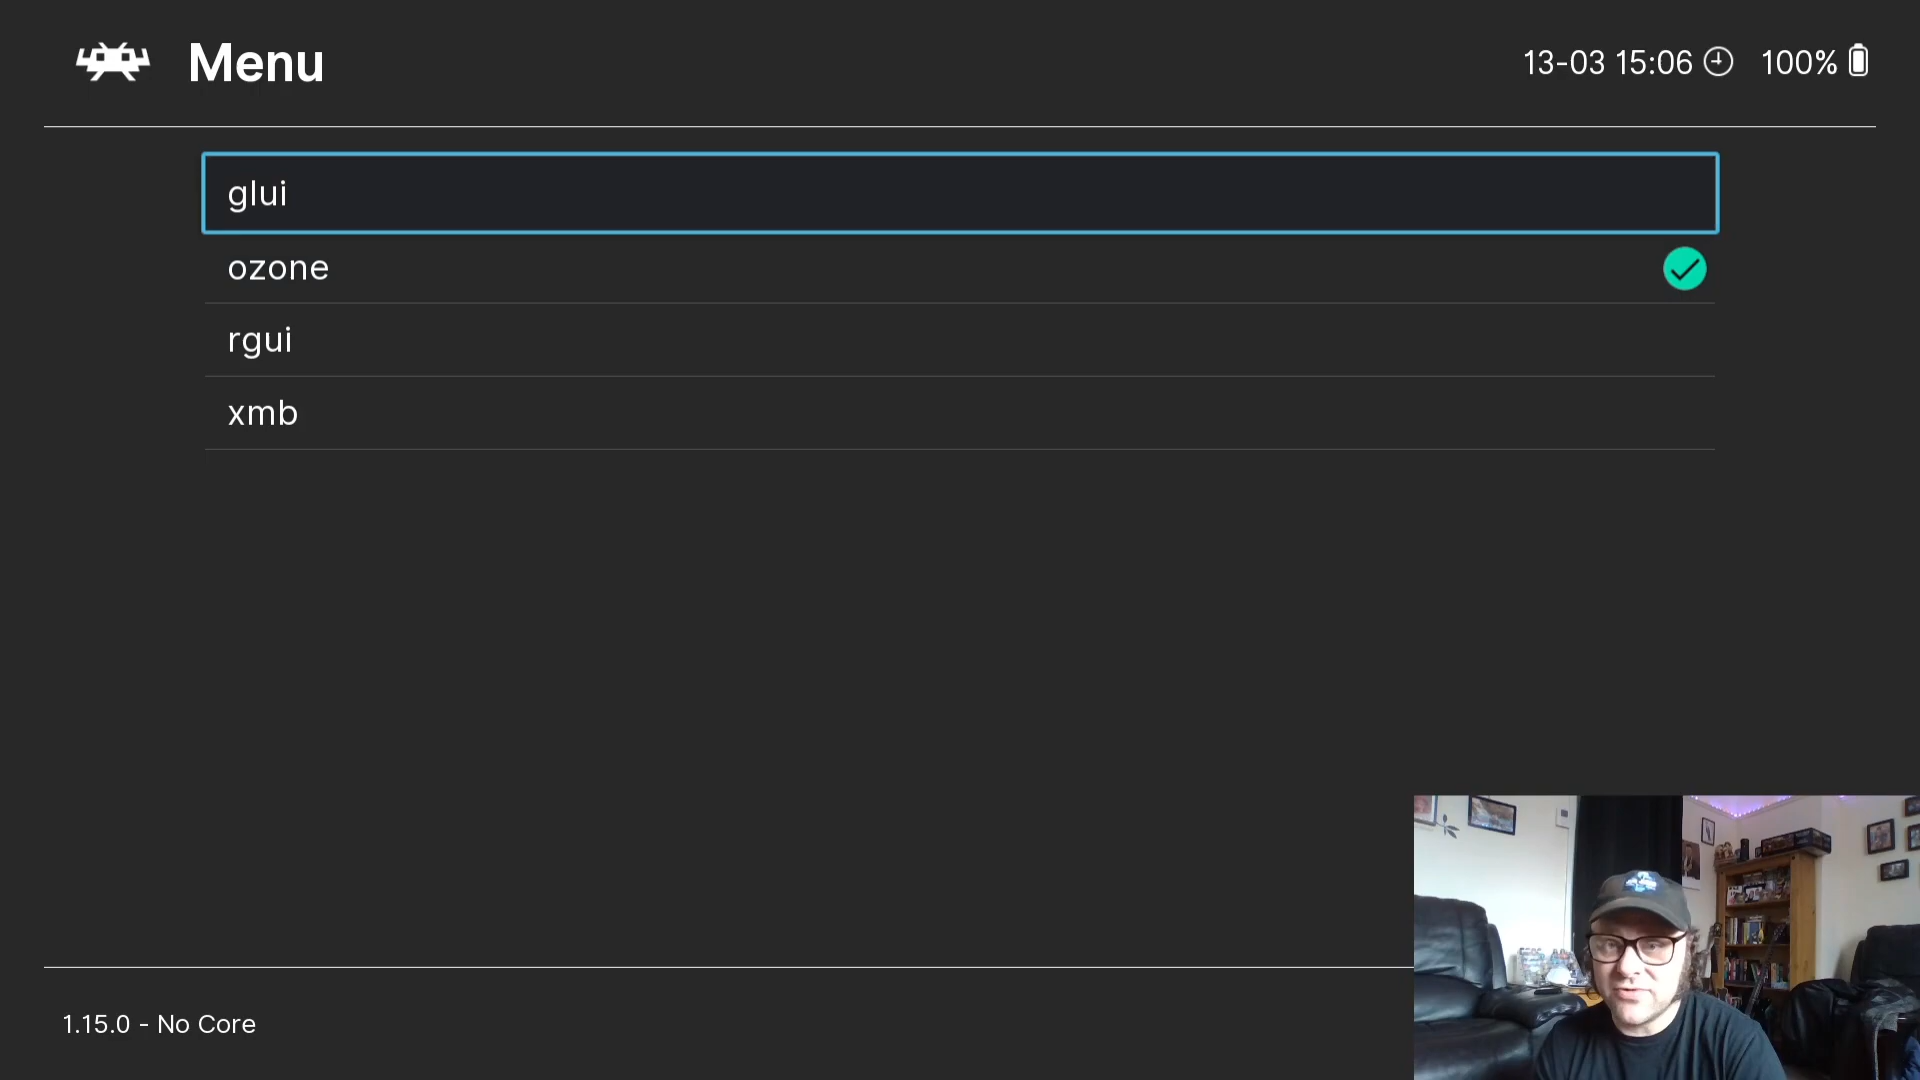 Menu
13-03 15:06 100%
glui
ozone
rgui
xmb
1.15.0 - No Core